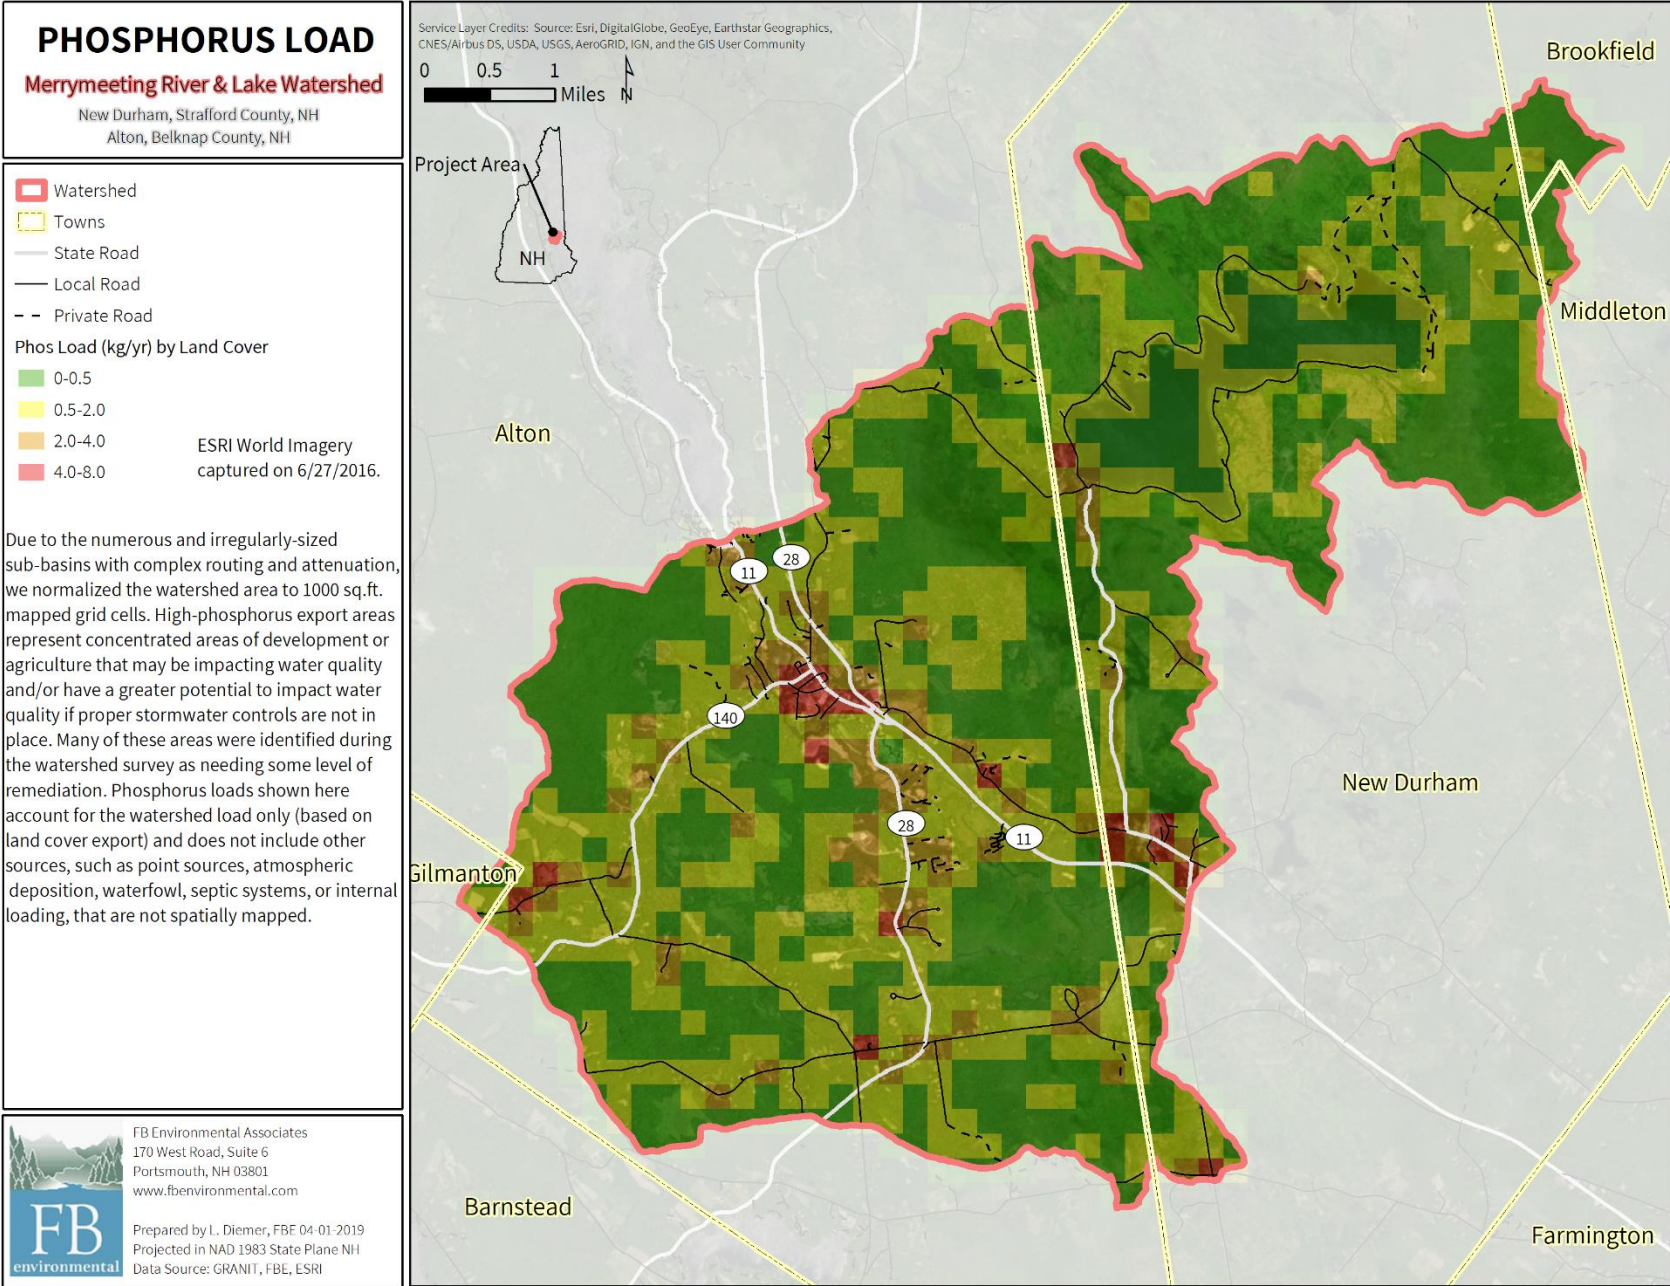 PHOSPHORUS LOAD
Merrymeeting River & Lake Watershed
New Durham, Strafford County, NH
Alton, Belknap County, NH
Watershed
Towns
State Road
Local Road
Private Road
Phos Load (kg/yr) by Land Cover
0-0.5
0.5-2.0
2.0-4.0
4.0-8.0
ESRI World Imagery
captured on 6/27/2016.
Due to the numerous and irregularly-sized
sub-basins with complex routing and attenuation,
we normalized the watershed area to 1000 sq.ft.
mapped grid cells. High-phosphorus export areas
represent concentrated areas of development or
agriculture that may be impacting water quality
and/or have a greater potential to impact water
quality if proper stormwater controls are not in
place. Many of these areas were identified during
the watershed survey as needing some level of
remediation. Phosphorus loads shown here
account for the watershed load only (based on
land cover export) and does not include other
sources, such as point sources, atmospheric
deposition, waterfowl, septic systems, or internal
loading, that are not spatially mapped.
FB
environmental
FB Environmental Associates
170 West Road, Suite 6
Portsmouth, NH 03801
www.fbenvironmental.com
Prepared by L. Diemer, FBE 04-01-2019
Projected in NAD 1983 State Plane NH
Data Source: GRANIT, FBE, ESRI
Service Layer Credits: Source: Esri, DigitalGlobe, GeoEye, Earthstar Geographics,
CNES/Airbus DS, USDA, USGS, AeroGRID, IGN, and the GIS User Community
0 0.5 1
Miles N
Project Area
NH
Brookfield
Middleton
Alton
11
28
140
New Durham
28
11
Gilmanton
Barnstead
Farmington